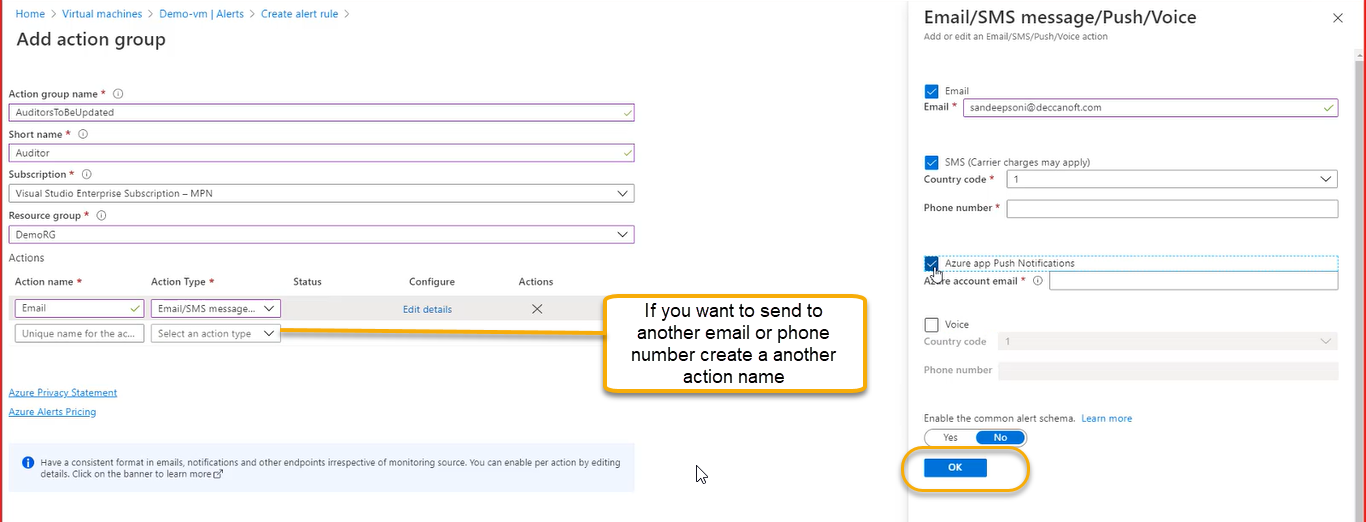 Home > Virtual machines > Demo-vm | Alerts > Create alert rule >
Add action group
Action group name *
AuditorsToBeUpdated
Short name *
Auditor
Subscription *
Visual Studio Enterprise Subscription – MPN
Resource group *
DemoRG
Actions
Action name * Action Type * Status Configure Actions
Email Email/SMS message... Edit details
Unique name for the ac... Select an action type
If you want to send to
another email or phone
number create a another
action name
Azure Privacy Statement
Azure Alerts Pricing
Have a consistent format in emails, notifications and other endpoints irrespective of monitoring source. You can enable per action by editing
details. Click on the banner to learn more
Email/SMS message/Push/Voice
Add or edit an Email/SMS/Push/Voice action
Email
Email * sandeepsoni@deccanoft.com
SMS (Carrier charges may apply)
Country code * 1
Phone number *
Azure app Push Notifications
Azure account email *
Voice
Country code 1
Phone number
Enable the common alert schema. Learn more
Yes No
OK